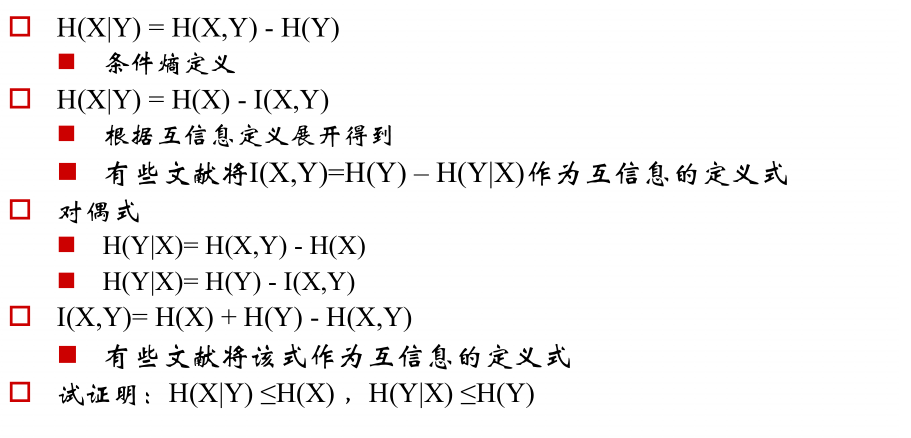 H(X|Y) = H(X,Y) - H(Y)
条件熵定义
H(X|Y) = H(X) - I(X,Y)
根据互信息定义展开得到
有些文献将I(X,Y)=H(Y) – H(Y|X)作为互信息的定义式
对偶式
H(Y|X)= H(X,Y) - H(X)
H(Y|X)= H(Y) - I(X,Y)
I(X,Y)= H(X) + H(Y) - H(X,Y)
有些文献将该式作为互信息的定义式
试证明：H(X|Y) ≤H(X) ，H(Y|X) ≤H(Y)